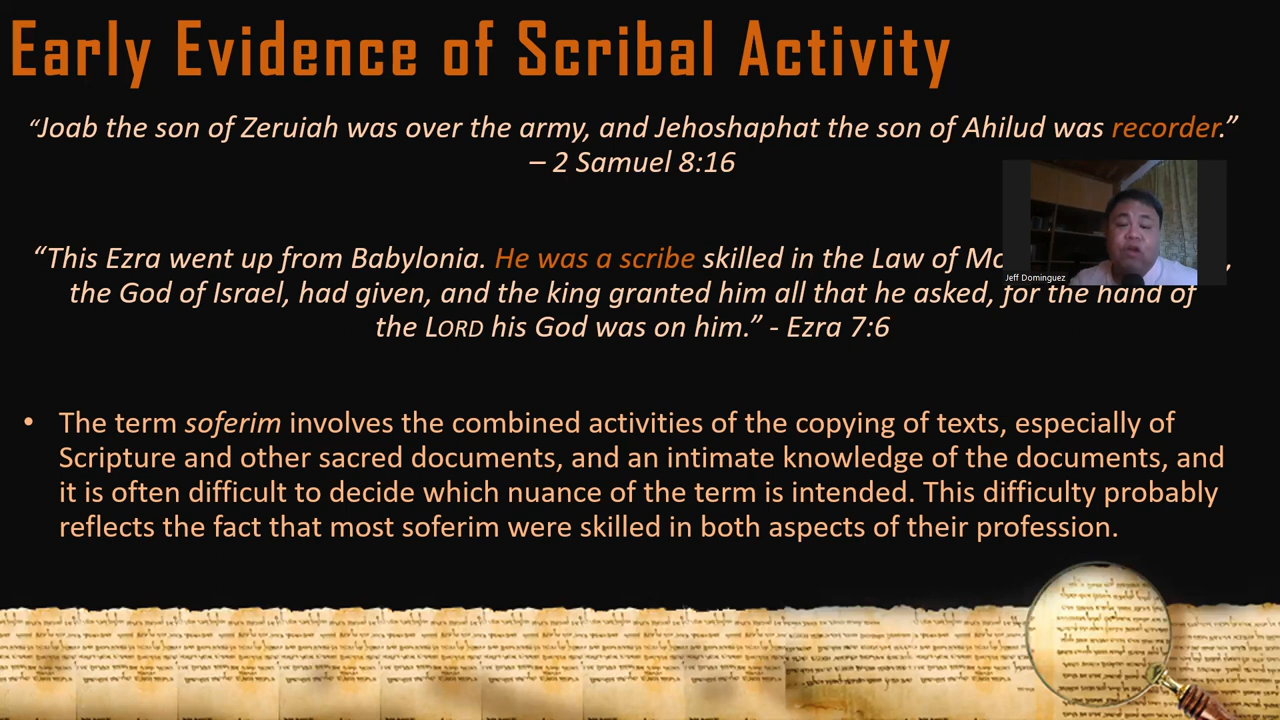 Early Evidence of Scribal Activity
“Joab the son of Zeruiah was over the army, and Jehoshaphat the son of Ahilud was recorder.”
– 2 Samuel 8:16
“This Ezra went up from Babylonia. He was a scribe skilled in the Law of
Jeff Dominguez
the God of Israel, had given, and the king granted him all that he asked, for the hand of
the LORD his God was on him.” - Ezra 7:6
• The term soferim involves the combined activities of the copying of texts, especially of
Scripture and other sacred documents, and an intimate knowledge of the documents, and
it is often difficult to decide which nuance of the term is intended. This difficulty probably
reflects the fact that most soferim were skilled in both aspects of their profession.